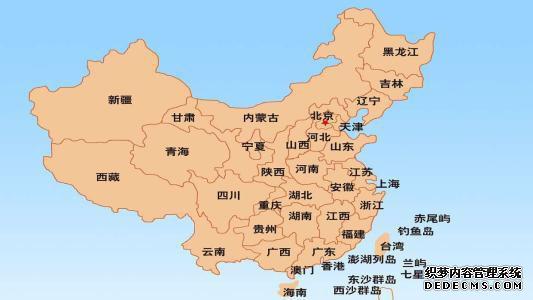 黑龙江
吉林
辽宁
新疆
甘肃
内蒙古
北京
天津
河北
山西
山东
宁夏
青海
陕西
河南
江苏
西藏
安徽
上海
四川
湖北
重庆
浙江
湖南
江西
赤尾屿
钓鱼岛
贵州
福建
台湾
云南
广西
广东
澎湖列岛
兰屿
香港
澳门
七星
东沙群岛
海南
西沙群岛
织梦内容管理系统
DEDECMS.COM